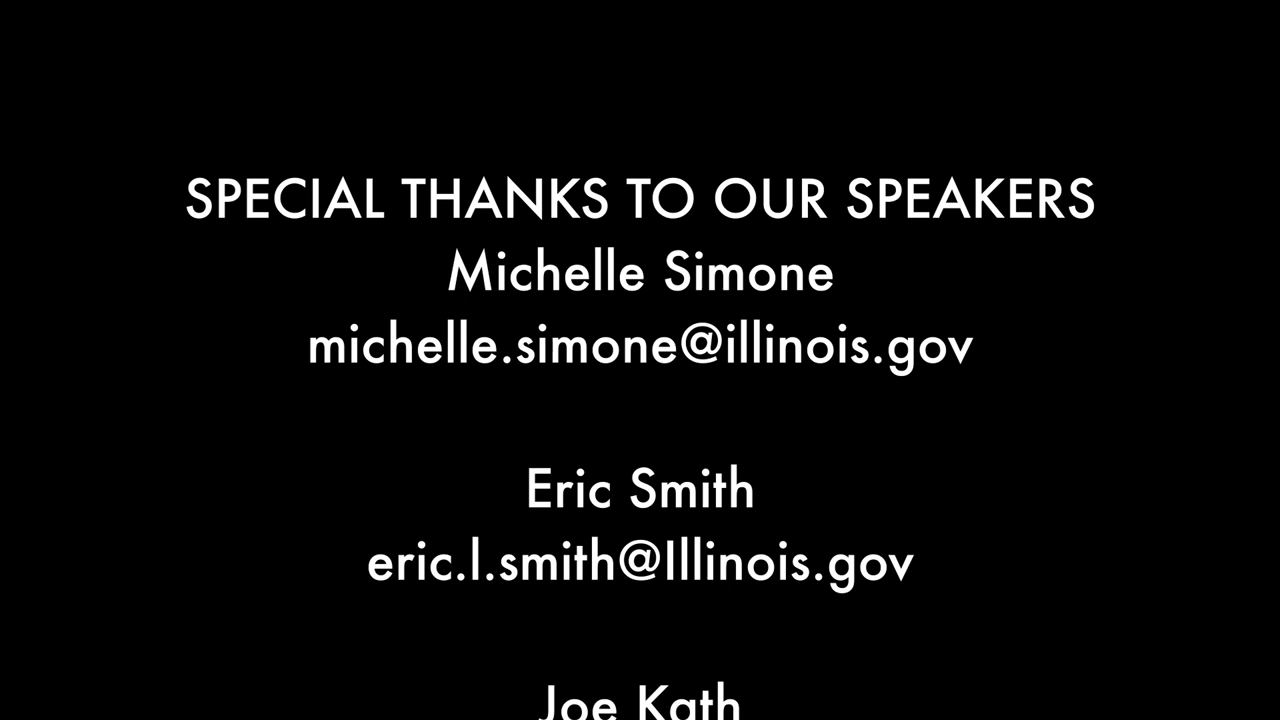 SPECIAL THANKS TO OUR SPEAKERS
Michelle Simone
michelle.simone@illinois.gov
Eric Smith
eric.l.smith@Illinois.gov
Joe Kath